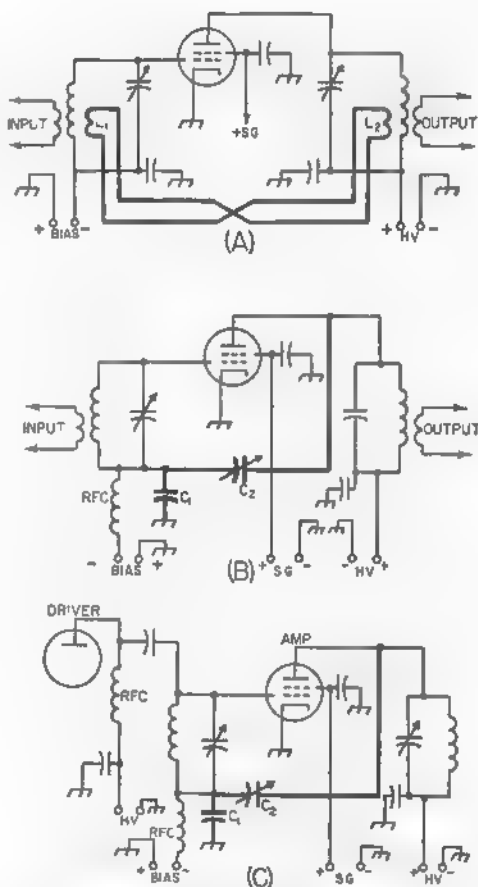 INPUT
L1
+SG
L2
OUTPUT
+ BIAS -
+ HV -
(A)
INPUT
RFC
C1
C2
OUTPUT
- BIAS +
+ SG -
- HV +
(B)
DRIVER
AMP
RFC
HV
C1
C2
RFC
+ BIAS -
+ SG -
+ HV -
(C)